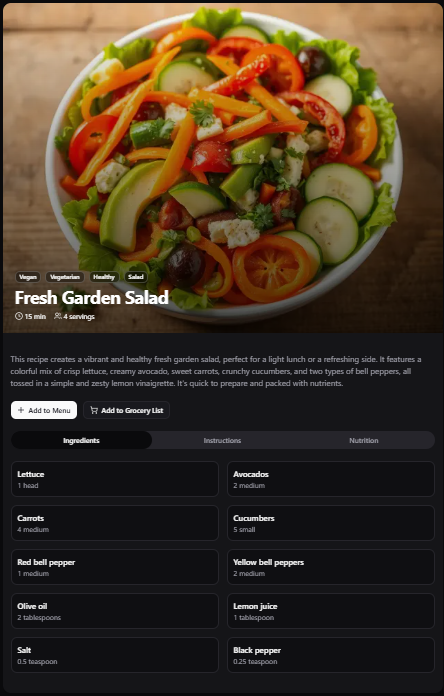 Vegan Vegetarian Healthy Salad
Fresh Garden Salad
15 min 4 servings
This recipe creates a vibrant and healthy fresh garden salad, perfect for a light lunch or a refreshing side. It features a
colorful mix of crisp lettuce, creamy avocado, sweet carrots, crunchy cucumbers, and two types of bell peppers, all
tossed in a simple and zesty lemon vinaigrette. It's quick to prepare and packed with nutrients.
Add to Menu Add to Grocery List
Ingredients Instructions Nutrition
Lettuce
1 head
Avocados
2 medium
Carrots
4 medium
Cucumbers
5 small
Red bell pepper
1 medium
Yellow bell peppers
2 medium
Olive oil
2 tablespoons
Lemon juice
1 tablespoon
Salt
0.5 teaspoon
Black pepper
0.25 teaspoon